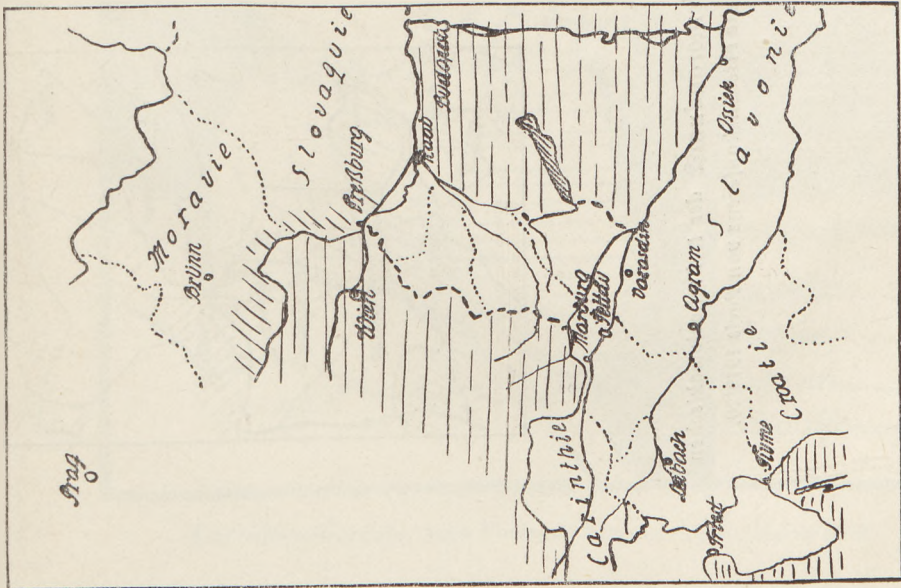 Prag
Moravie
Brünn
Slovaquie
Preßburg
Wien
Raab
Budapest
Marburg
Pettau
Varasdin
Carinthie
Laibach
Agram
Osiek
Slavonie
Triest
Fiume
Croatie